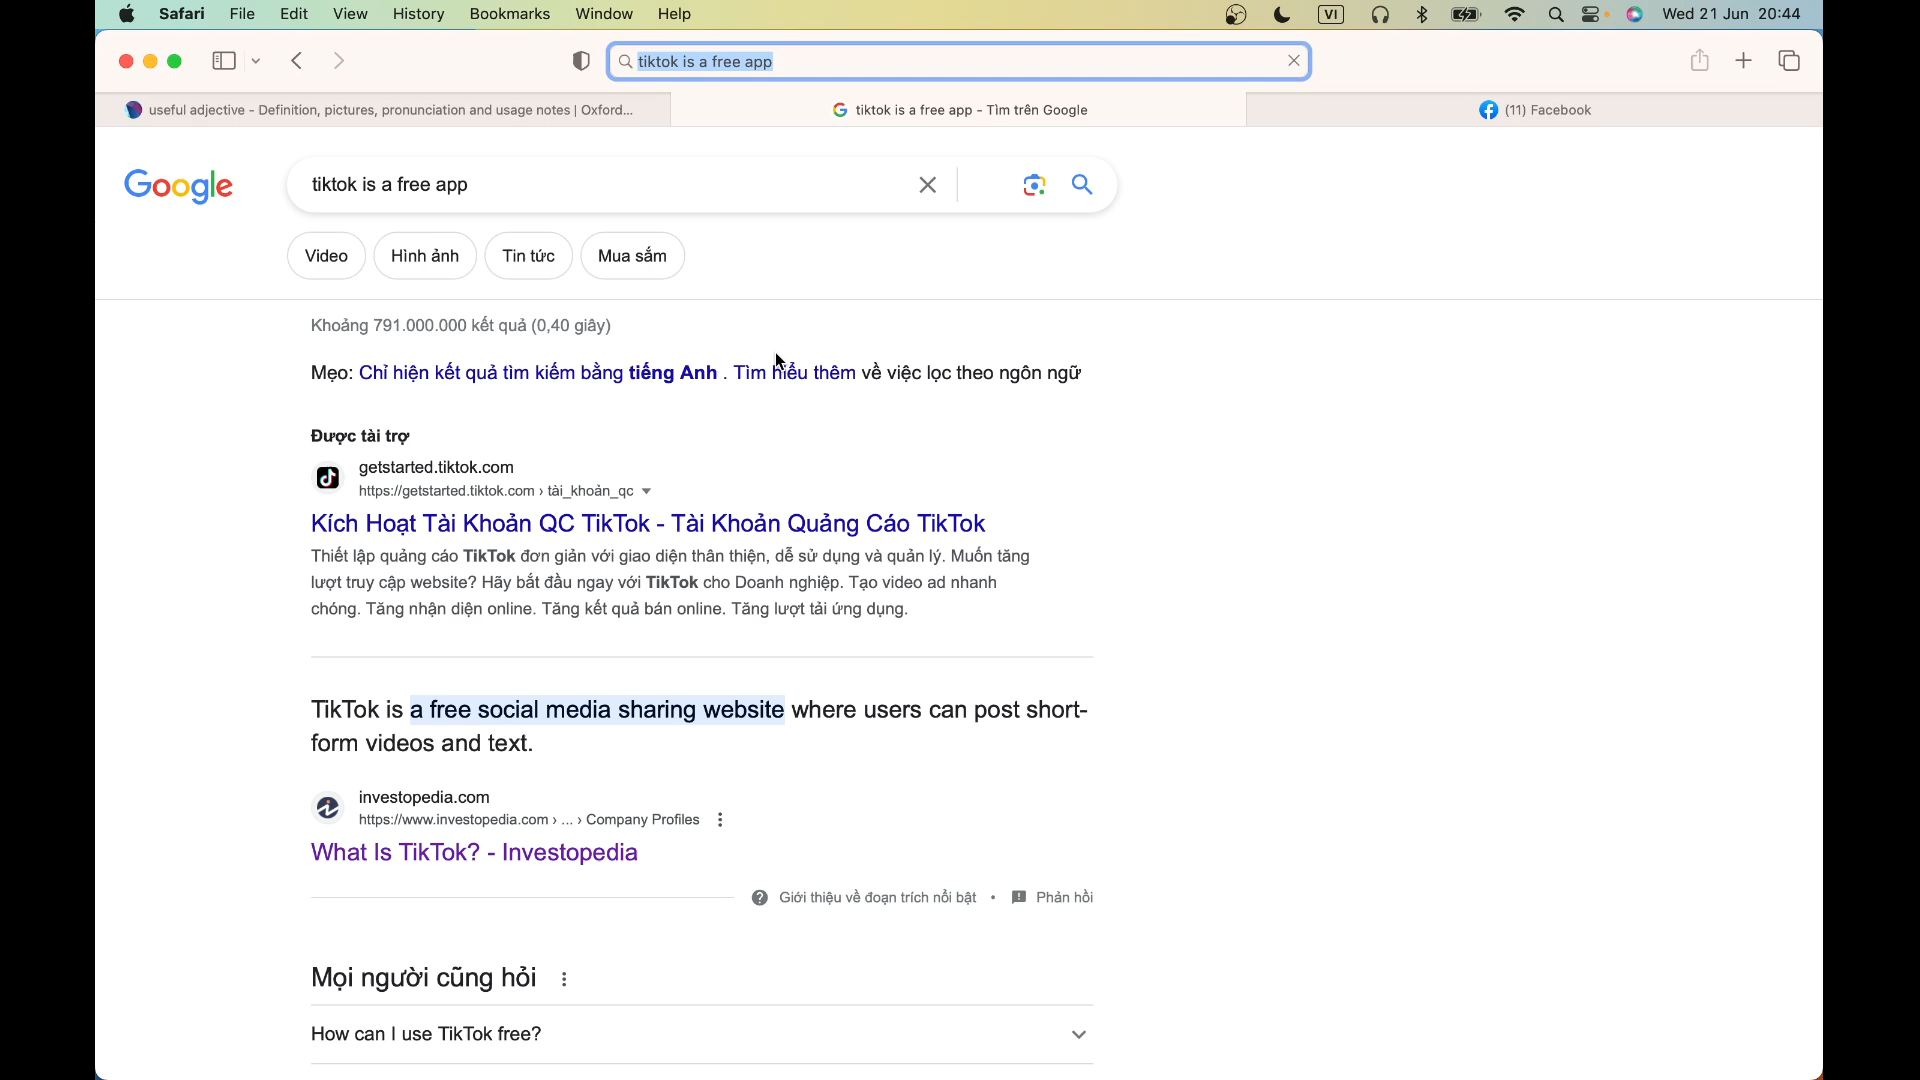 Safari File Edit View History Bookmarks Window Help VI Wed 21 Jun 20:44
tiktok is a free app
useful adjective - Definition, pictures, pronunciation and usage notes | Oxford... tiktok is a free app - Tìm trên Google (11) Facebook
Google tiktok is a free app
Video Hình ảnh Tin tức Mua sắm
Khoảng 791.000.000 kết quả (0,40 giây)
Mẹo: Chỉ hiện kết quả tìm kiếm bằng tiếng Anh . Tìm hiểu thêm về việc lọc theo ngôn ngữ
Được tài trợ
getstarted.tiktok.com
https://getstarted.tiktok.com › tài_khoản_qc
Kích Hoạt Tài Khoản QC TikTok - Tài Khoản Quảng Cáo TikTok
Thiết lập quảng cáo TikTok đơn giản với giao diện thân thiện, dễ sử dụng và quản lý. Muốn tăng
lượt truy cập website? Hãy bắt đầu ngay với TikTok cho Doanh nghiệp. Tạo video ad nhanh
chóng. Tăng nhận diện online. Tăng kết quả bán online. Tăng lượt tải ứng dụng.
TikTok is a free social media sharing website where users can post short-
form videos and text.
investopedia.com
https://www.investopedia.com › ... › Company Profiles
What Is TikTok? - Investopedia
Giới thiệu về đoạn trích nổi bật • Phản hồi
Mọi người cũng hỏi
How can I use TikTok free?